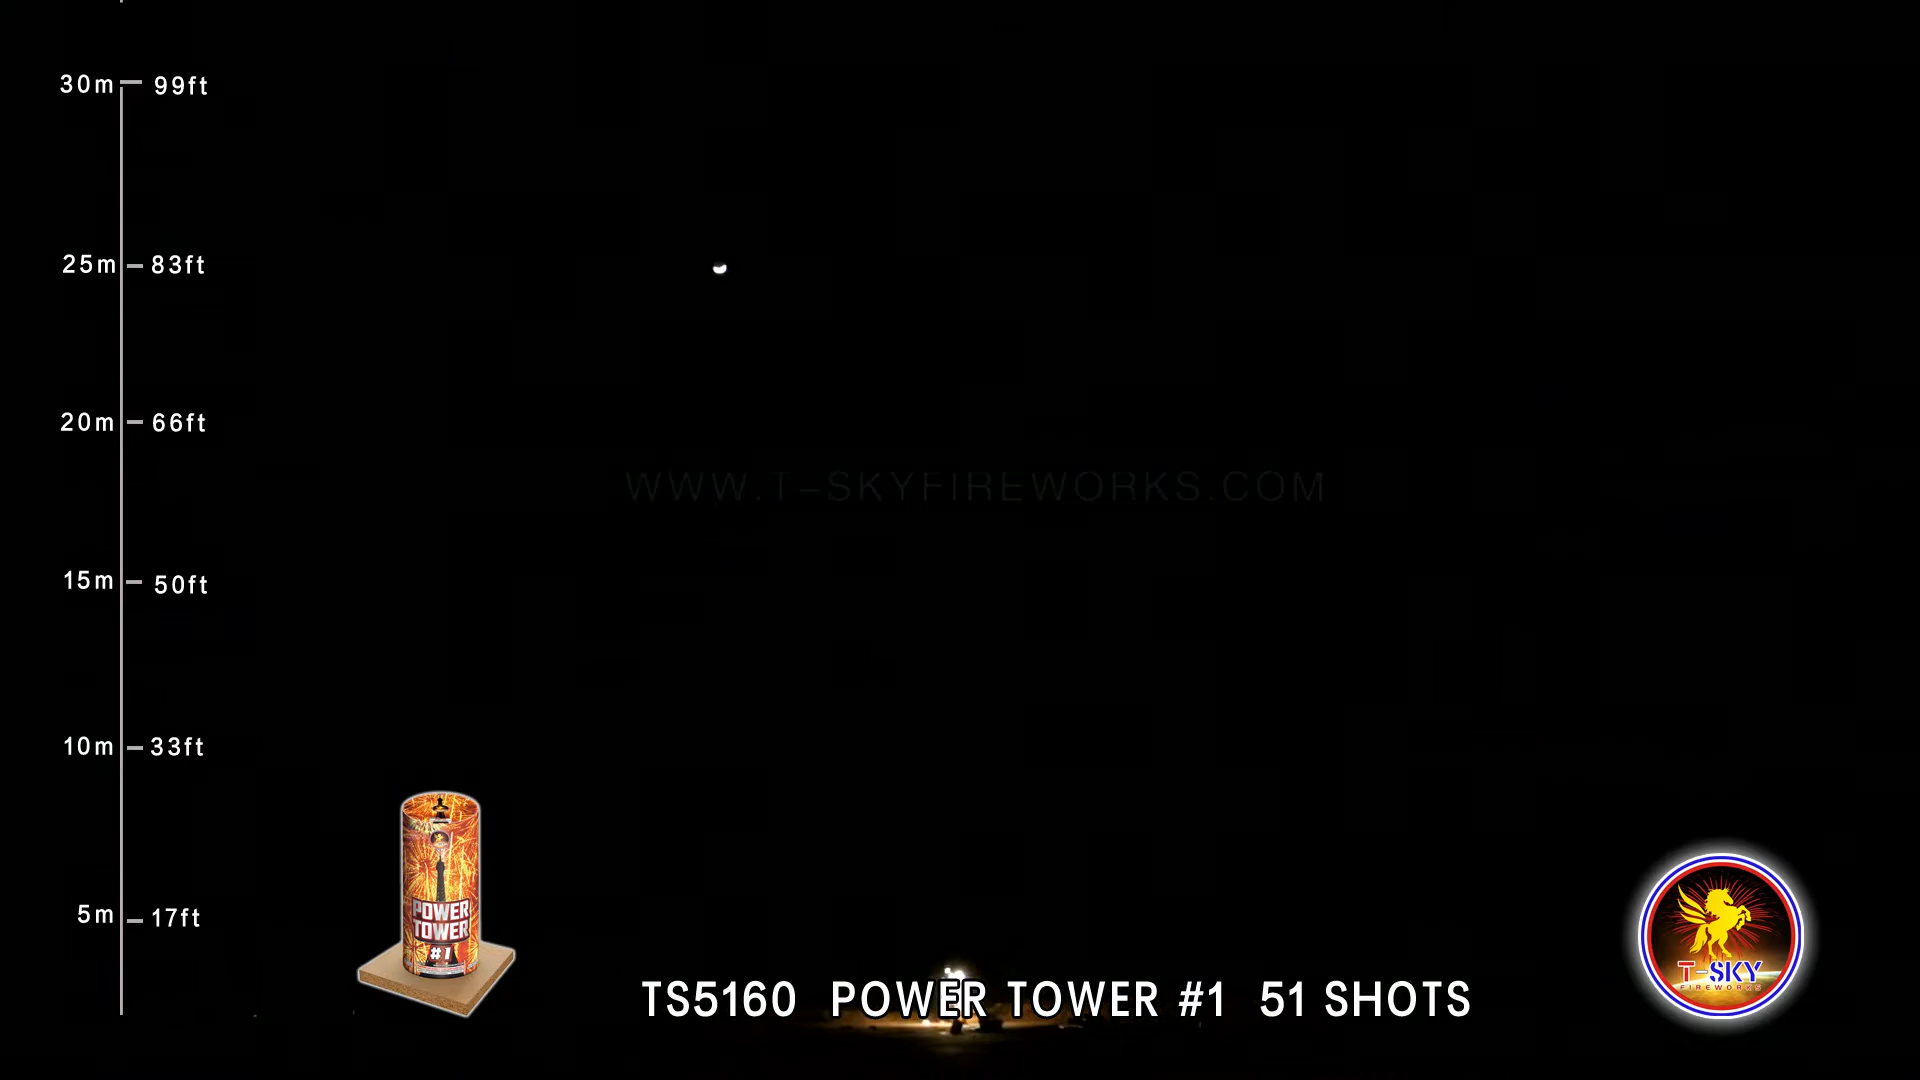 30m 99ft
25m 83ft
20m 66ft
WWW.T-SKYFIREWORKS.COM
15m 50ft
10m 33ft
5m 17ft
POWER
TOWER
#1
TS5160 POWER TOWER #1 51 SHOTS
T-SKY
FIREWORKS